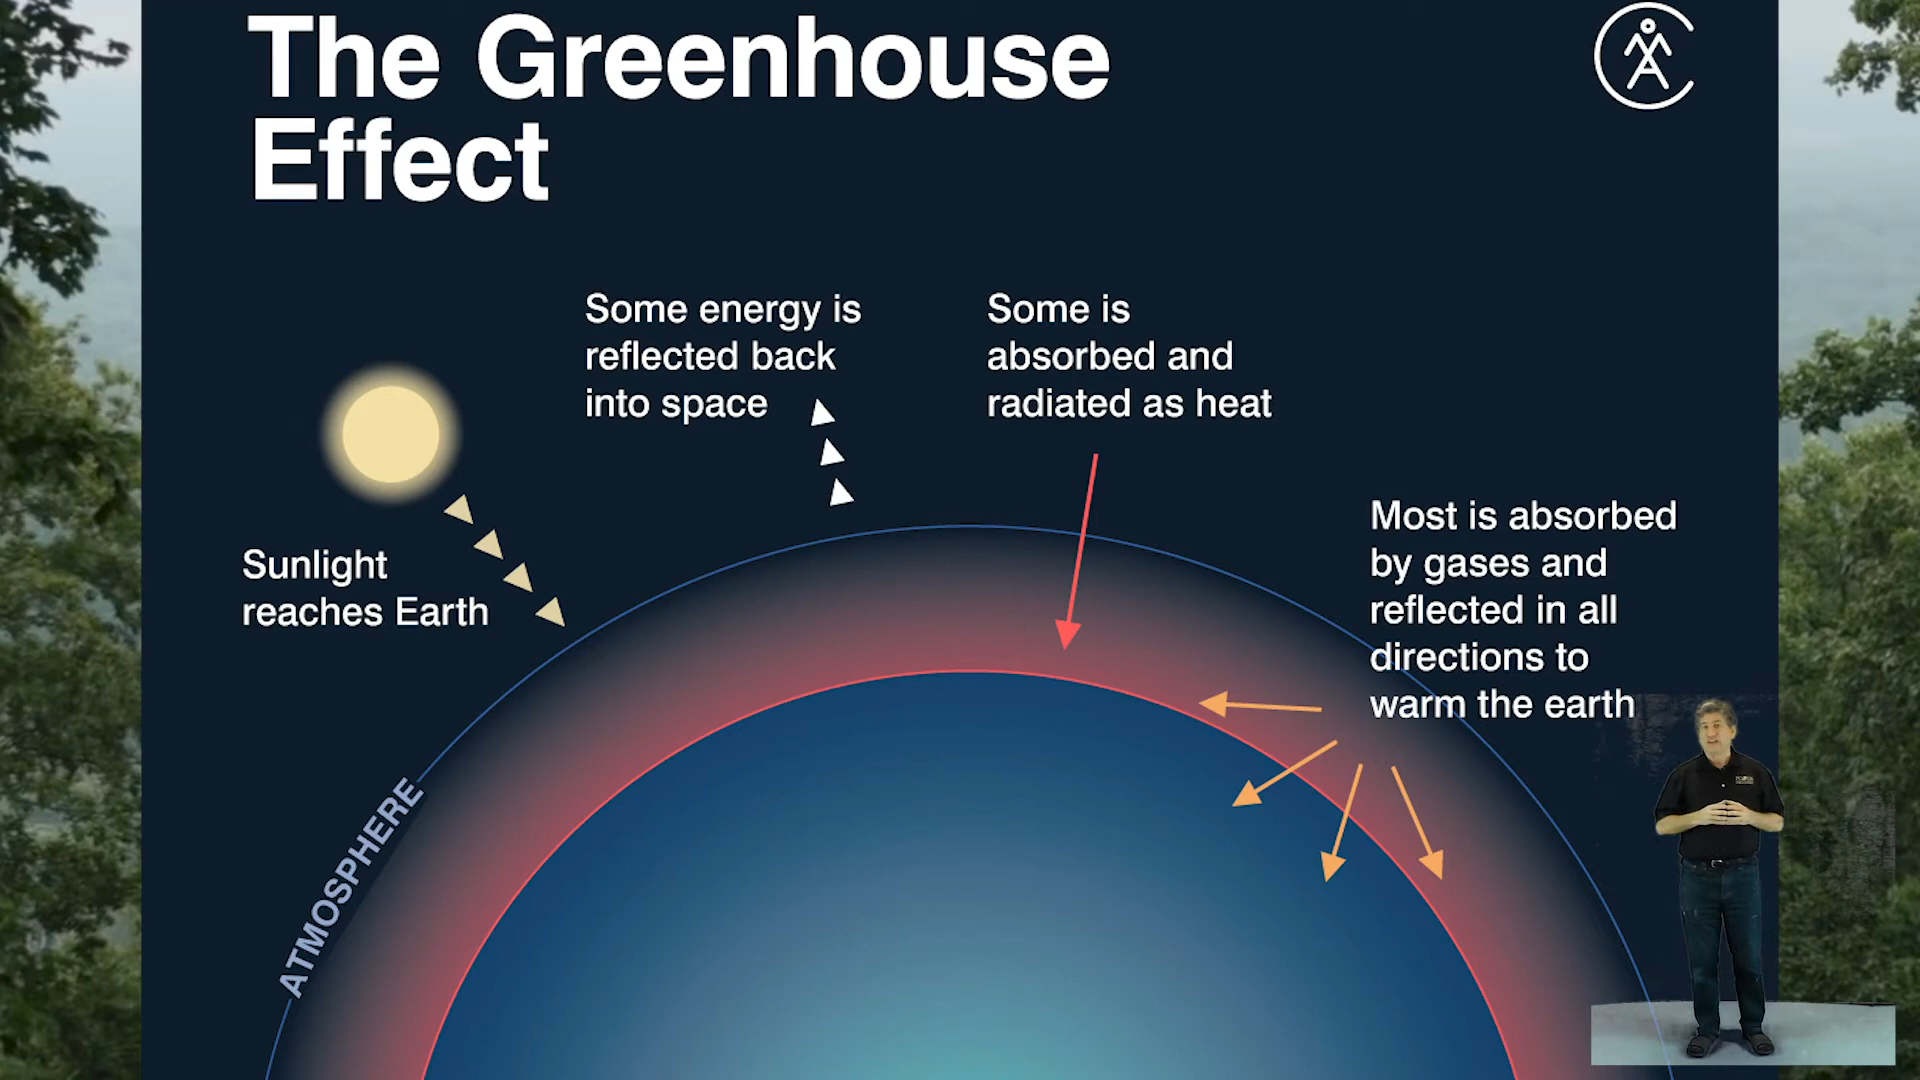 The Greenhouse
Effect
Some energy is
reflected back
into space
Some is
absorbed and
radiated as heat
Sunlight
reaches Earth
Most is absorbed
by gases and
reflected in all
directions to
warm the earth
ATMOSPHERE